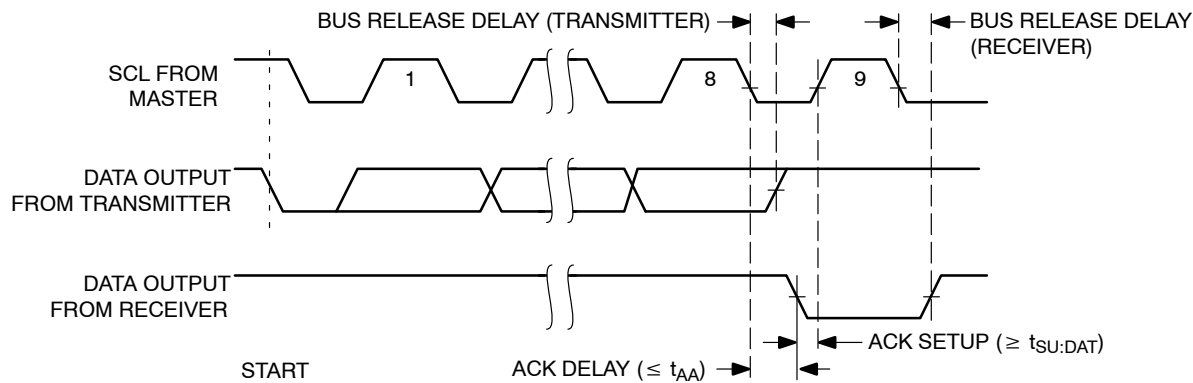 BUS RELEASE DELAY (TRANSMITTER)
BUS RELEASE DELAY
(RECEIVER)
SCL FROM
MASTER
1
8
9
DATA OUTPUT
FROM TRANSMITTER
DATA OUTPUT
FROM RECEIVER
START
ACK SETUP (≥ tSU:DAT)
ACK DELAY (≤ tAA)